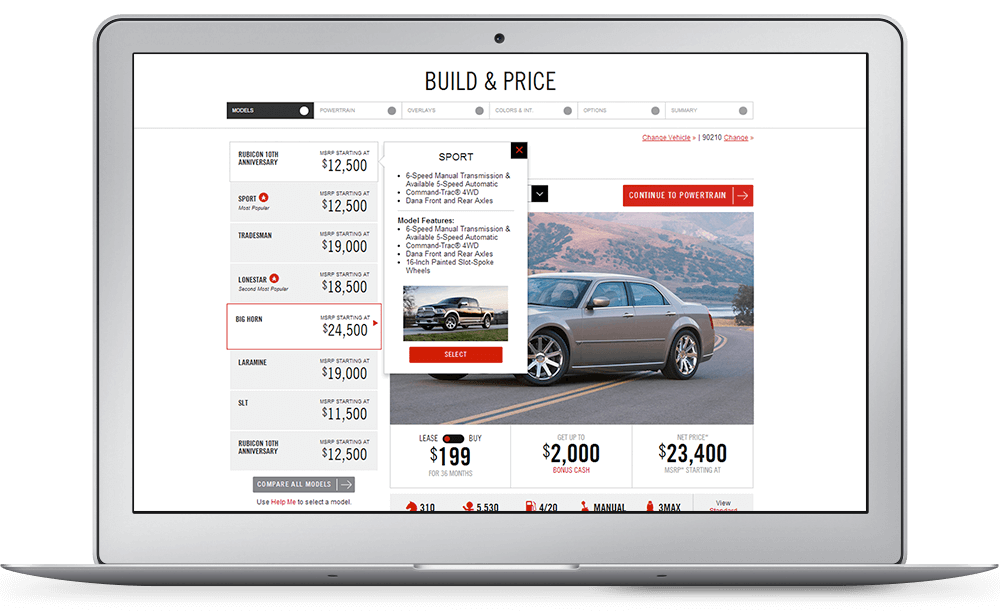 BUILD & PRICE
MODELS
POWERTRAIN
OVERLAYS
COLORS & INT.
OPTIONS
SUMMARY
Change Vehicle » | 90210 Change »
RUBICON 10TH
ANNIVERSARY
MSRP STARTING AT
$12,500
SPORT
Most Popular
MSRP STARTING AT
$12,500
TRADESMAN
MSRP STARTING AT
$19,000
LONESTAR
Second Most Popular
MSRP STARTING AT
$18,500
BIG HORN
MSRP STARTING AT
$24,500
LARAMINE
MSRP STARTING AT
$19,000
SLT
MSRP STARTING AT
$11,500
RUBICON 10TH
ANNIVERSARY
MSRP STARTING AT
$12,500
COMPARE ALL MODELS
Use Help Me to select a model.
SPORT
• 6-Speed Manual Transmission &
Available 5-Speed Automatic
• Command-Trac® 4WD
• Dana Front and Rear Axles
Model Features:
• 6-Speed Manual Transmission &
Available 5-Speed Automatic
• Command-Trac® 4WD
• Dana Front and Rear Axles
• 16-Inch Painted Slot-Spoke
Wheels
SELECT
CONTINUE TO POWERTRAIN
LEASE BUY
$199
FOR 36 MONTHS
GET UP TO
$2,000
BONUS CASH
NET PRICE**
$23,400
MSRP** STARTING AT
310
5,530
4/20
MANUAL
3MAX
View
Standard